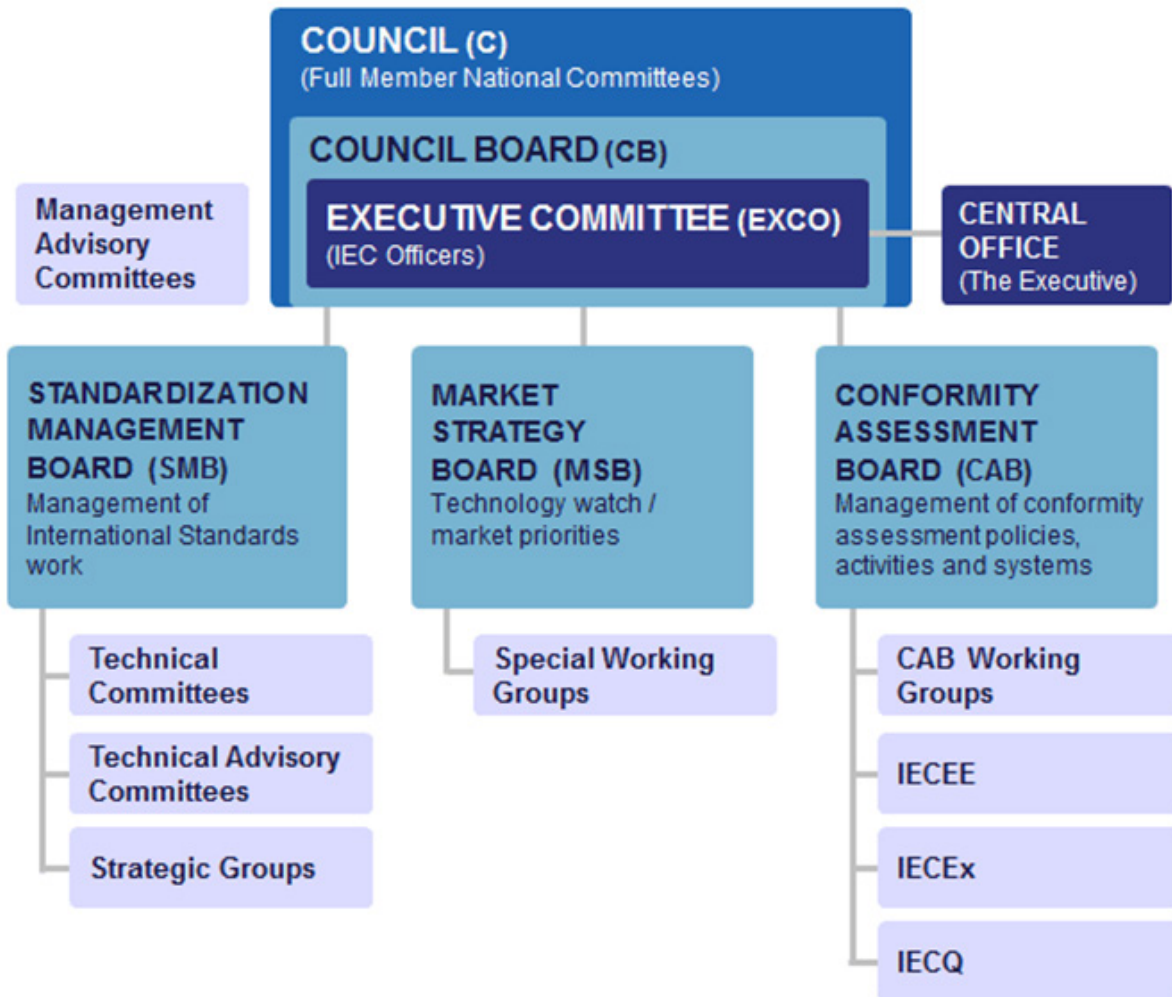 COUNCIL (C)
(Full Member National Committees)
COUNCIL BOARD (CB)
EXECUTIVE COMMITTEE (EXCO)
(IEC Officers)
Management
Advisory
Committees
CENTRAL
OFFICE
(The Executive)
STANDARDIZATION
MANAGEMENT
BOARD (SMB)
Management of
International Standards
work
MARKET
STRATEGY
BOARD (MSB)
Technology watch /
market priorities
CONFORMITY
ASSESSMENT
BOARD (CAB)
Management of conformity
assessment policies,
activities and systems
Technical
Committees
Technical Advisory
Committees
Strategic Groups
Special Working
Groups
CAB Working
Groups
IECEE
IECEx
IECQ